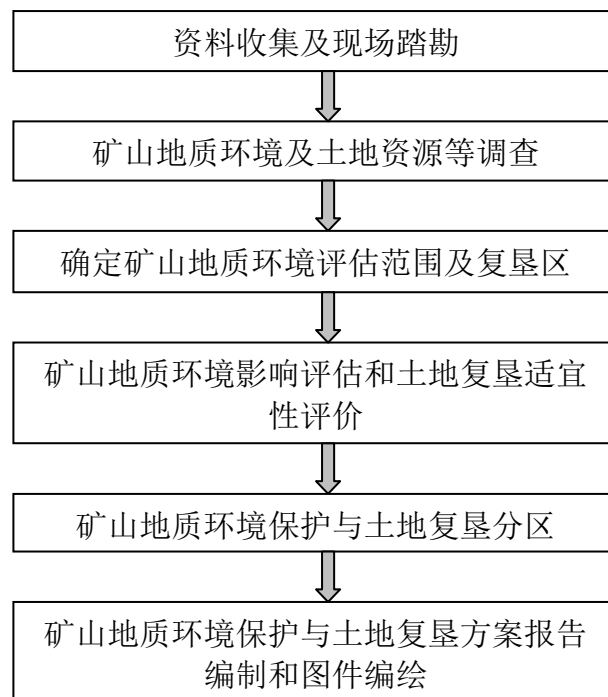 资料收集及现场踏勘
矿山地质环境及土地资源等调查
确定矿山地质环境评估范围及复垦区
矿山地质环境影响评估和土地复垦适宜
性评价
矿山地质环境保护与土地复垦分区
矿山地质环境保护与土地复垦方案报告
编制和图件编绘